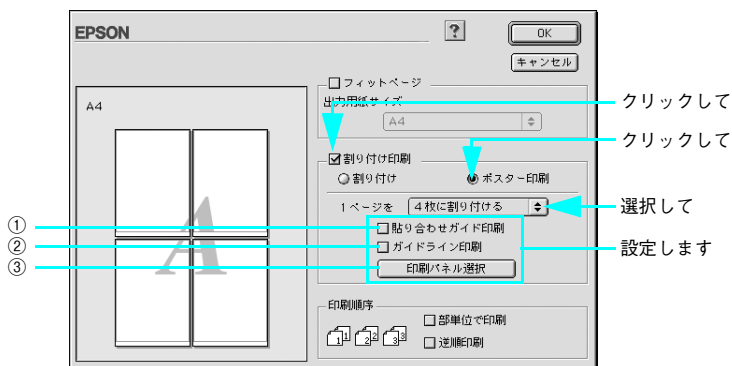 EPSON
?
OK
キャンセル
A4
A
フィットページ
出力用紙サイズ
A4
クリックして
クリックして
割り付け印刷
割り付け
ポスター印刷
1ページを
4枚に割り付ける
選択して
① 貼り合わせガイド印刷
② ガイドライン印刷
③ 印刷パネル選択
設定します
印刷順序
1 1 2 2 3 3
部単位で印刷
逆順印刷